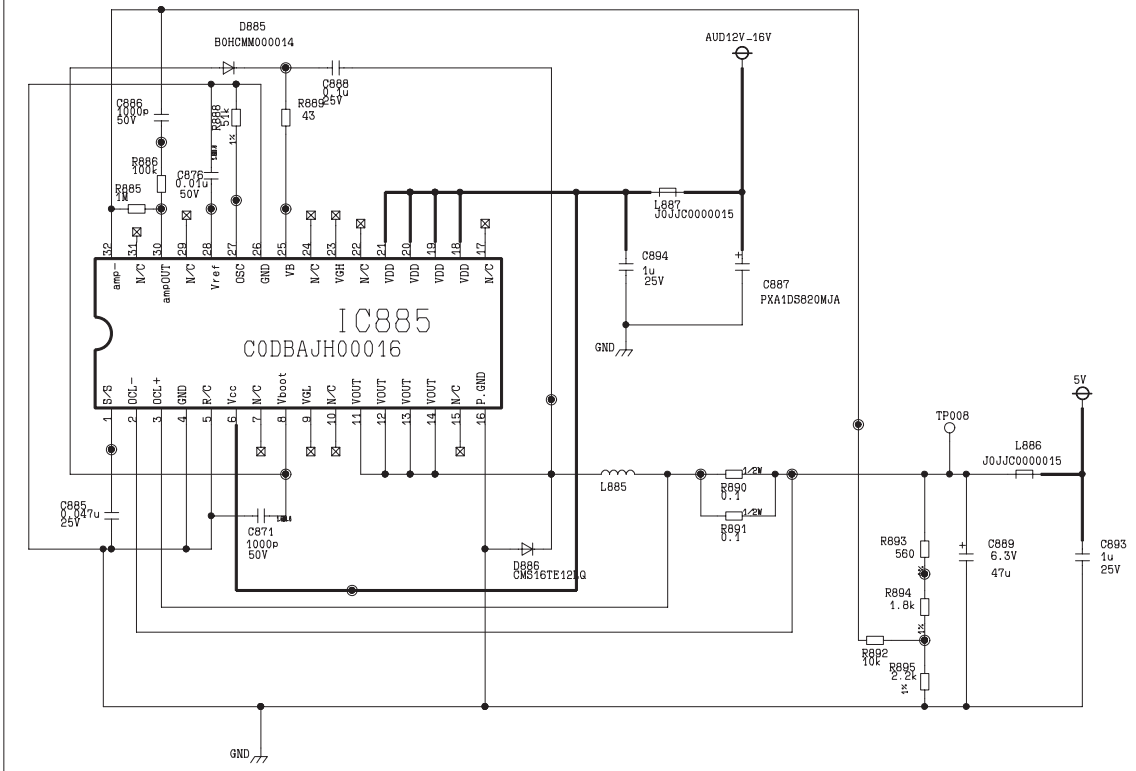 D885
B0HCMM000014
AUD12V-16V
C888
0.1u
25V
C886
1000p
50V
R888
51k
1%
R889
43
R886
100k
C876
0.01u
50V
R885
1M
L887
J0JJC0000015
32
31
30
29
28
27
26
25
24
23
22
21
20
19
18
17
amp-
N/C
ampOUT
N/C
Vref
OSC
GND
VB
N/C
VGH
N/C
VDD
VDD
VDD
VDD
N/C
C894
1u
25V
C887
PXA1DS820MJA
GND
IC885
C0DBAJH00016
S/S
OCL-
OCL+
GND
R/C
Vcc
N/C
Vboot
VGL
N/C
VOUT
VOUT
VOUT
VOUT
N/C
P.GND
1
2
3
4
5
6
7
8
9
10
11
12
13
14
15
16
5V
TP008
L886
J0JJC0000015
L885
1/2W
R890
0.1
1/2W
R891
0.1
C885
0.047u
25V
C871
1000p
50V
D886
CMS16TE12LQ
R893
560
1%
C889
6.3V
47u
C893
1u
25V
R894
1.8k
1%
R892
10k
R895
2.2k
1%
GND